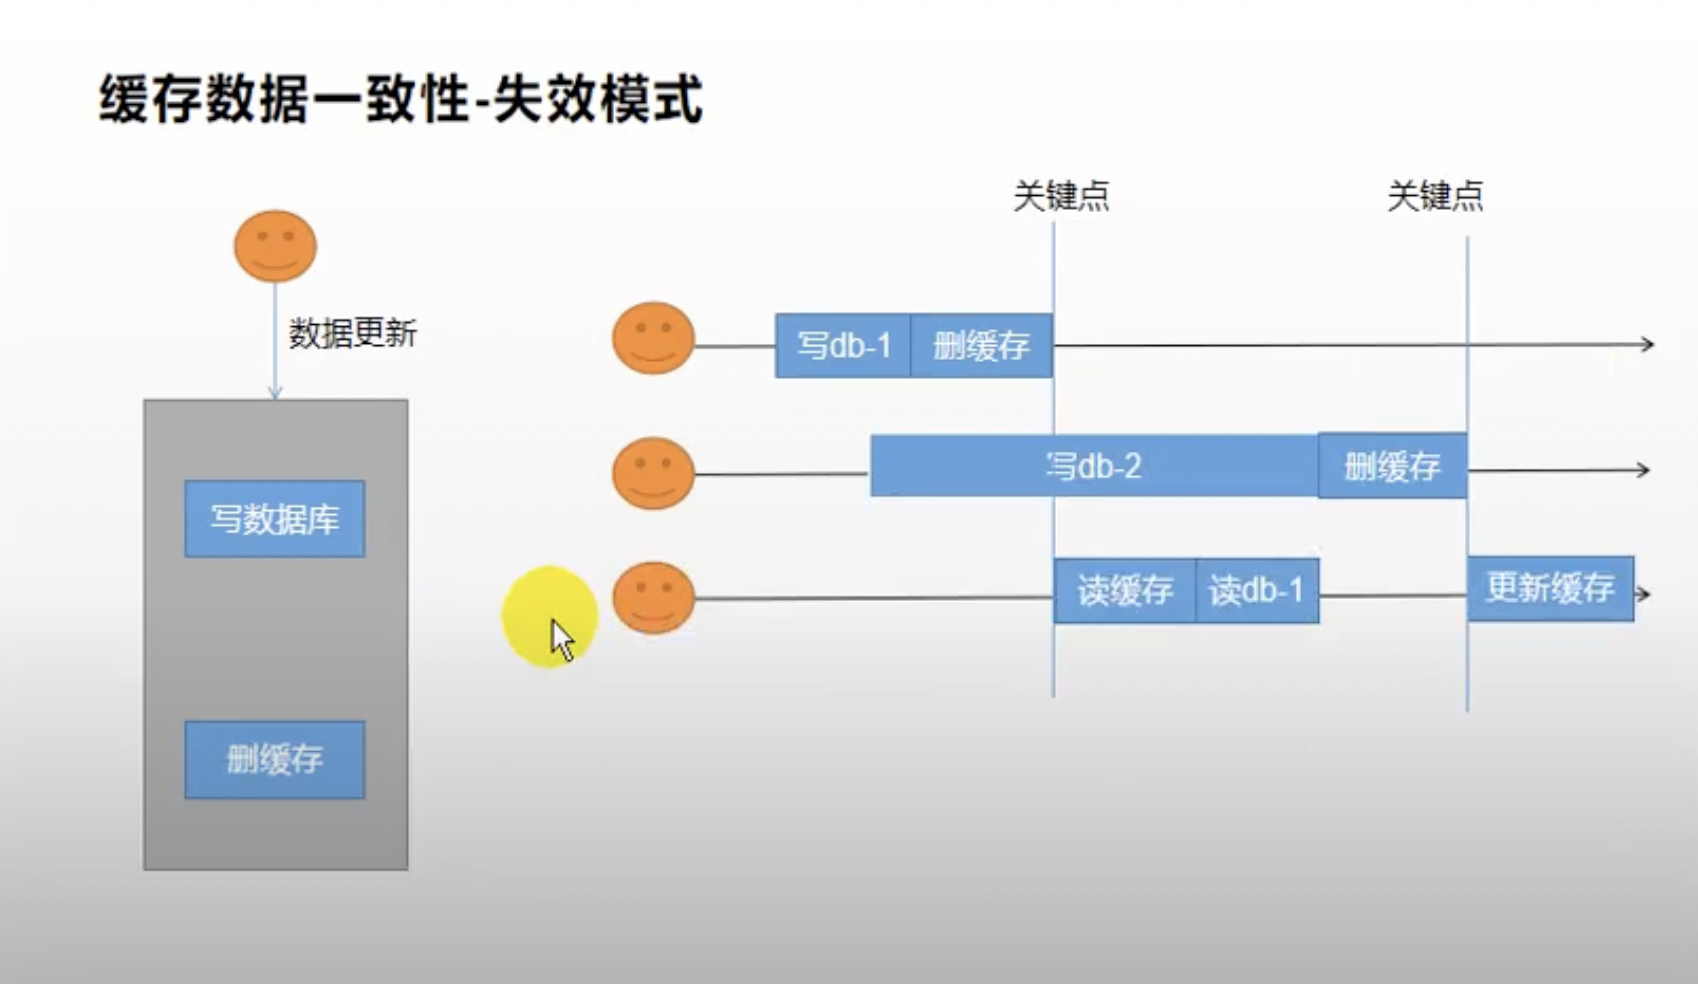 缓存数据一致性-失效模式
关键点
关键点
数据更新
写数据库
删缓存
写db-1
删缓存
写db-2
删缓存
读缓存
读db-1
更新缓存